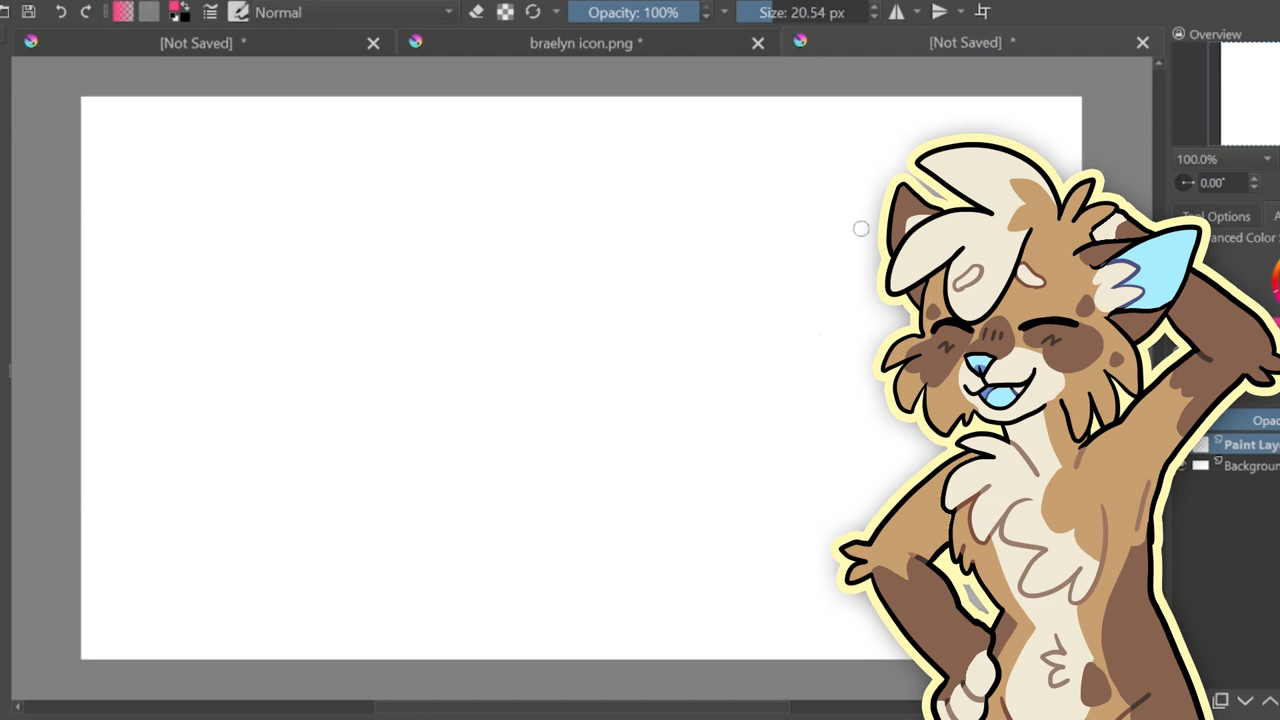 Normal
Opacity: 100%
Size: 20.54 px
[Not Saved] *
braelyn icon.png *
[Not Saved] *
Overview
100.0%
0.00°
Tool Options
anced Color S
Opac
Paint Lay
Backgroun